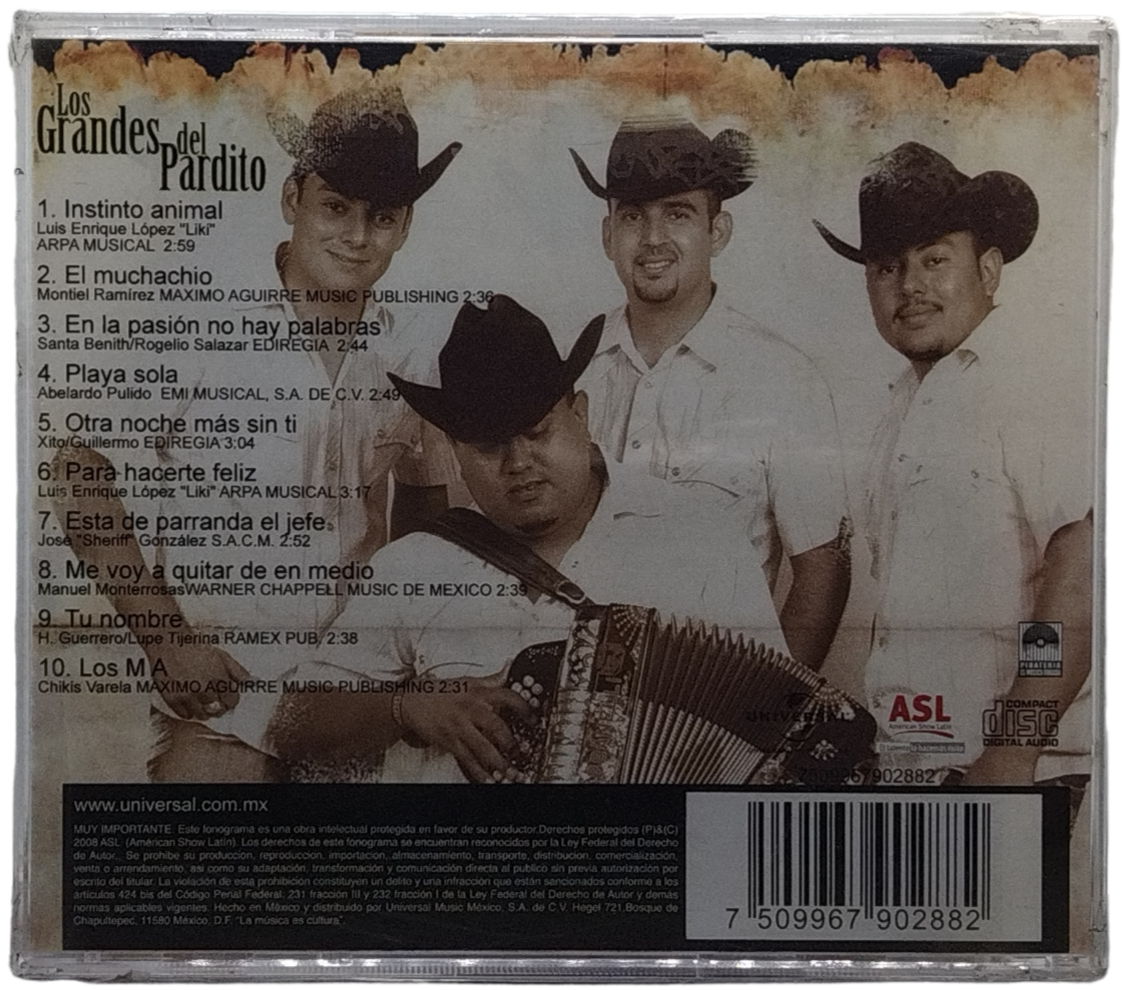 Los
Grandes del
Pardito
1. Instinto animal
Luis Enrique López "Liki"
ARPA MUSICAL 2:59
2. El muchachio
Montiel Ramírez MAXIMO AGUIRRE MUSIC PUBLISHING 2:36
3. En la pasión no hay palabras
Santa Benith/Rogelio Salazar EDIREGIA 2:44
4. Playa sola
Abelardo Pulido EMI MUSICAL, S.A. DE C.V. 2:49
5. Otra noche más sin ti
Xito/Guillermo EDIREGIA 3:04
6. Para hacerte feliz
Luis Enrique López "Liki" ARPA MUSICAL 3:17
7. Esta de parranda el jefe
José "Sheriff" González S.A.C.M. 2:52
8. Me voy a quitar de en medio
Manuel MonterrosasWARNER CHAPPELL MUSIC DE MEXICO 2:39
9. Tu nombre
H. Guerrero/Lupe Tijerina RAMEX PUB, 2:38
10. Los M A
Chikis Varela MAXIMO AGUIRRE MUSIC PUBLISHING 2:31
PIRATERIA
UNIVERSAL
ASL
American Show Latin
COMPACT
disc
DIGITAL AUDIO
7509967902882
www.universal.com.mx
MUY IMPORTANTE. Este fonograma es una obra intelectual protegida en favor de su productor.Derechos protegidos (P)&(C)
2008 ASL (Américan Show Latín). Los derechos de este fonograma se encuentran reconocidos por la Ley Federal del Derecho
de Autor. Se prohibe su produccion, reproduccion, importacion, almacenamiento, transporte, distribucion, comercialización,
venta o arrendamiento, asi como su adaptación, transformación y comunicación directa al publico sin previa autorización por
escrito del titular. La violación de está prohibición constituyen un delito y una infracción que están sancionados conforme a los
artículos 424 bis del Código Penal Federal, 231 fracción III y 232 fracción I de la Ley Federal del Derecho de Autor y demas
normas aplicables vigentes. Hecho en México y distribuido por Universal Music México, S.A. de C.V. Hegel 721,Bosque de
Chapultepec, 11580 México, D.F. "La música es cultura".
7 509967 902882